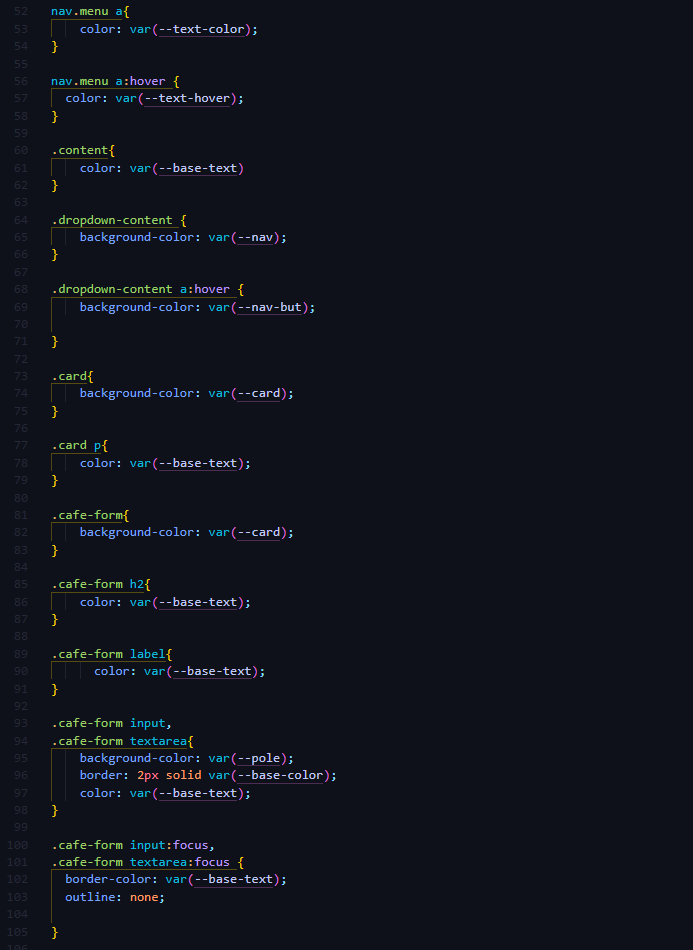 52 nav.menu a{
53 color: var(--text-color);
54 }
55
56 nav.menu a:hover {
57 color: var(--text-hover);
58 }
59
60 .content{
61 color: var(--base-text)
62 }
63
64 .dropdown-content {
65 background-color: var(--nav);
66 }
67
68 .dropdown-content a:hover {
69 background-color: var(--nav-but);
70
71 }
72
73 .card{
74 background-color: var(--card);
75 }
76
77 .card p{
78 color: var(--base-text);
79 }
80
81 .cafe-form{
82 background-color: var(--card);
83 }
84
85 .cafe-form h2{
86 color: var(--base-text);
87 }
88
89 .cafe-form label{
90 color: var(--base-text);
91 }
92
93 .cafe-form input,
94 .cafe-form textarea{
95 background-color: var(--pole);
96 border: 2px solid var(--base-color);
97 color: var(--base-text);
98 }
99
100 .cafe-form input:focus,
101 .cafe-form textarea:focus {
102 border-color: var(--base-text);
103 outline: none;
104
105 }